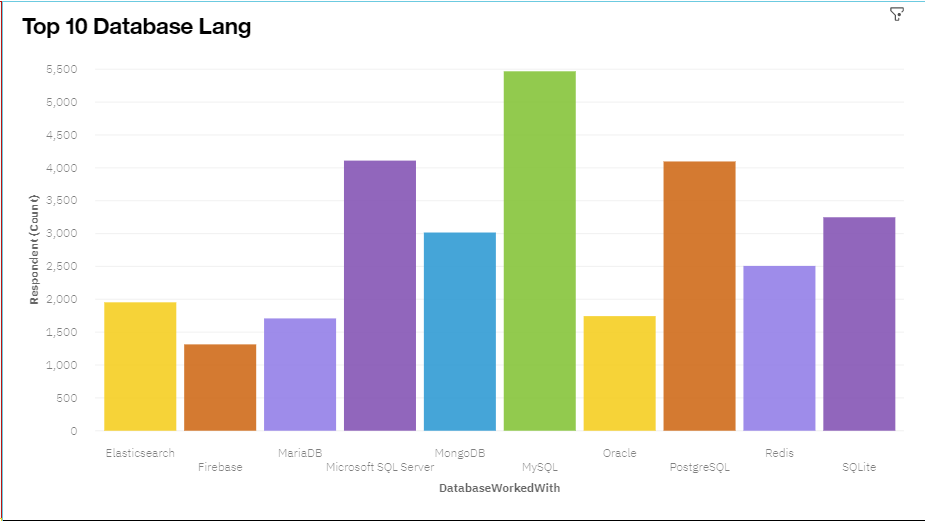 Top 10 Database Lang
5,500
5,000
4,500
4,000
3,500
3,000
2,500
2,000
1,500
1,000
500
0
Respondent (Count)
Elasticsearch
Firebase
MariaDB
Microsoft SQL Server
MongoDB
MySQL
Oracle
PostgreSQL
Redis
SQLite
DatabaseWorkedWith